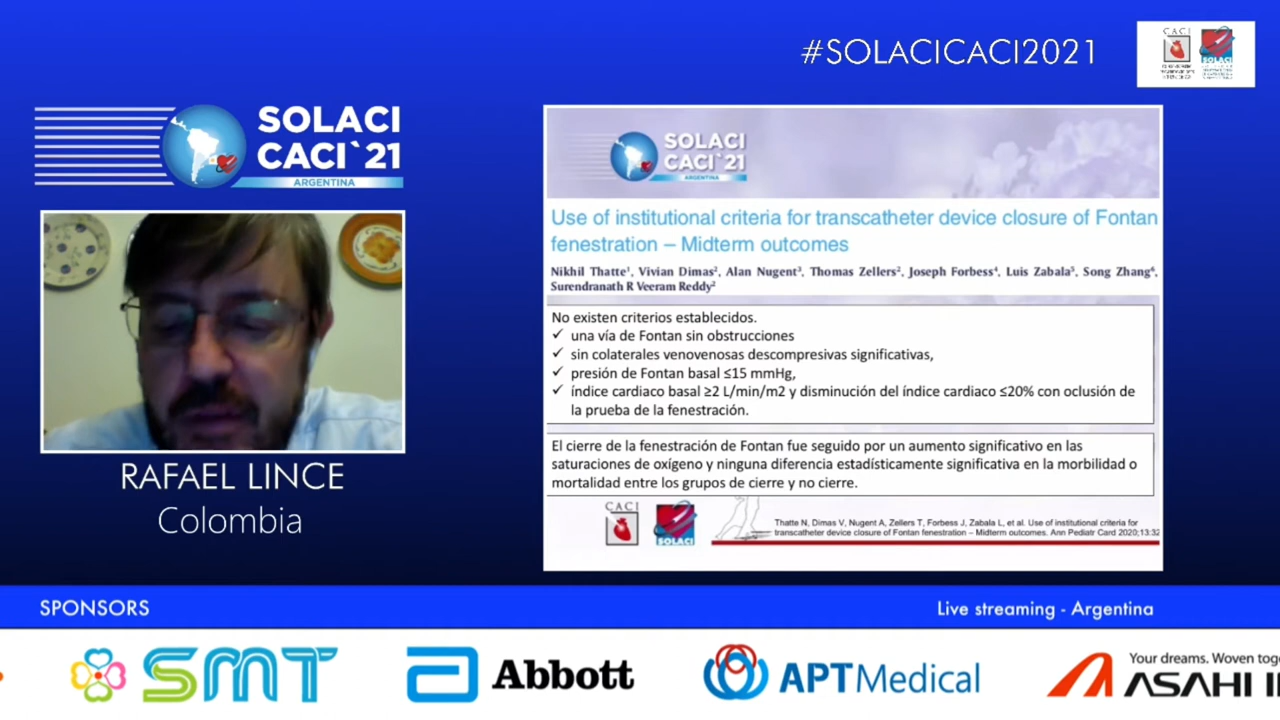 #SOLACICACI2021
CACI
SOLACI
SOLACI
CACI`21
ARGENTINA
RAFAEL LINCE
Colombia
SOLACI
CACI`21
ARGENTINA
Use of institutional criteria for transcatheter device closure of Fontan
fenestration – Midterm outcomes
Nikhil Thatte¹, Vivian Dimas², Alan Nugent³, Thomas Zellers², Joseph Forbess⁴, Luis Zabala⁵, Song Zhang⁶,
Surendranath R Veeram Reddy²
No existen criterios establecidos.
✓ una vía de Fontan sin obstrucciones
✓ sin colaterales venovenosas descompresivas significativas,
✓ presión de Fontan basal ≤15 mmHg,
✓ índice cardiaco basal ≥2 L/min/m2 y disminución del índice cardiaco ≤20% con oclusión de
la prueba de la fenestración.
El cierre de la fenestración de Fontan fue seguido por un aumento significativo en las
saturaciones de oxígeno y ninguna diferencia estadísticamente significativa en la morbilidad o
mortalidad entre los grupos de cierre y no cierre.
CACI
SOLACI
Thatte N, Dimas V, Nugent A, Zellers T, Forbess J, Zabala L, et al. Use of institutional criteria for
transcatheter device closure of Fontan fenestration – Midterm outcomes. Ann Pediatr Card 2020;13:32
SPONSORS
Live streaming - Argentina
SMT
Abbott
APT Medical
Your dreams. Woven toge
ASAHI I